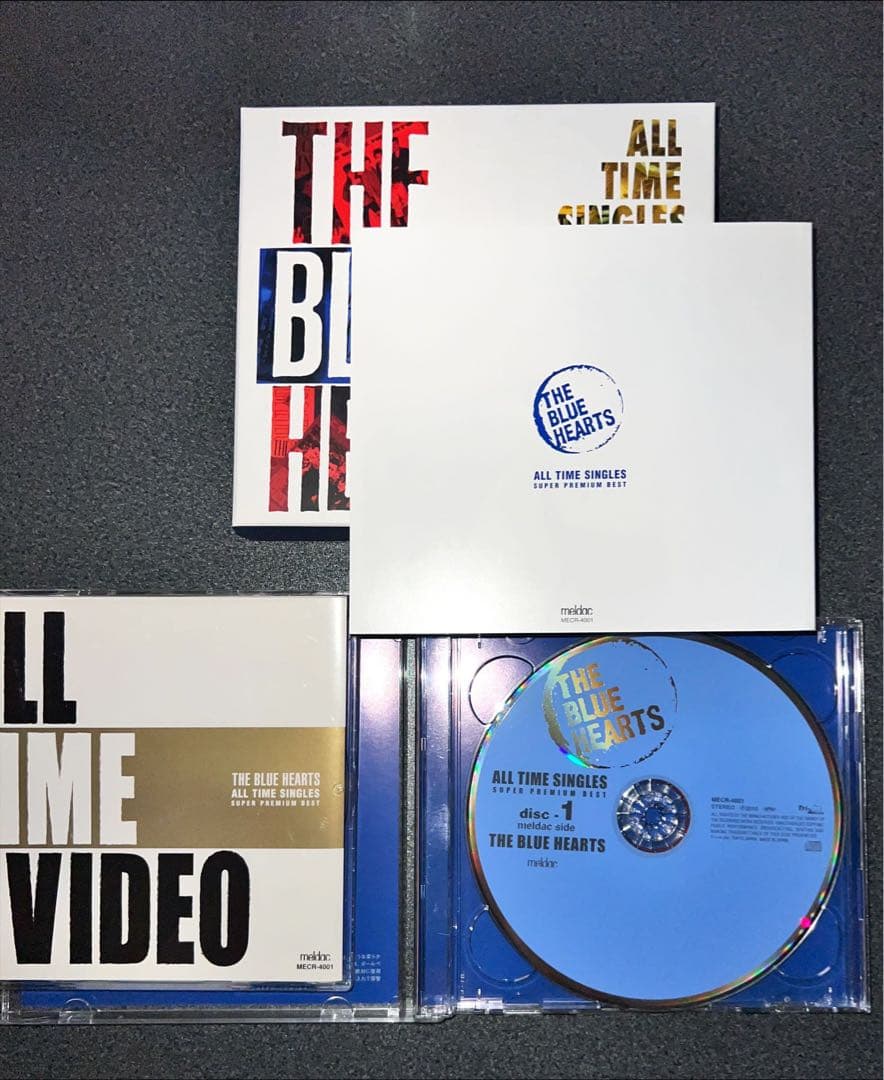 THE
BL
HE
ALL
TIME
SINGLES
THE
BLUE
HEARTS
ALL TIME SINGLES
SUPER PREMIUM BEST
meldac
MECR-4001
LL
IME
VIDEO
THE BLUE HEARTS
ALL TIME SINGLES
SUPER PREMIUM BEST
meldac
MECR-4001
THE
BLUE
HEARTS
ALL TIME SINGLES
SUPER PREMIUM BEST
disc - 1
meldac side
THE BLUE HEARTS
meldac
MECR-4001
STEREO